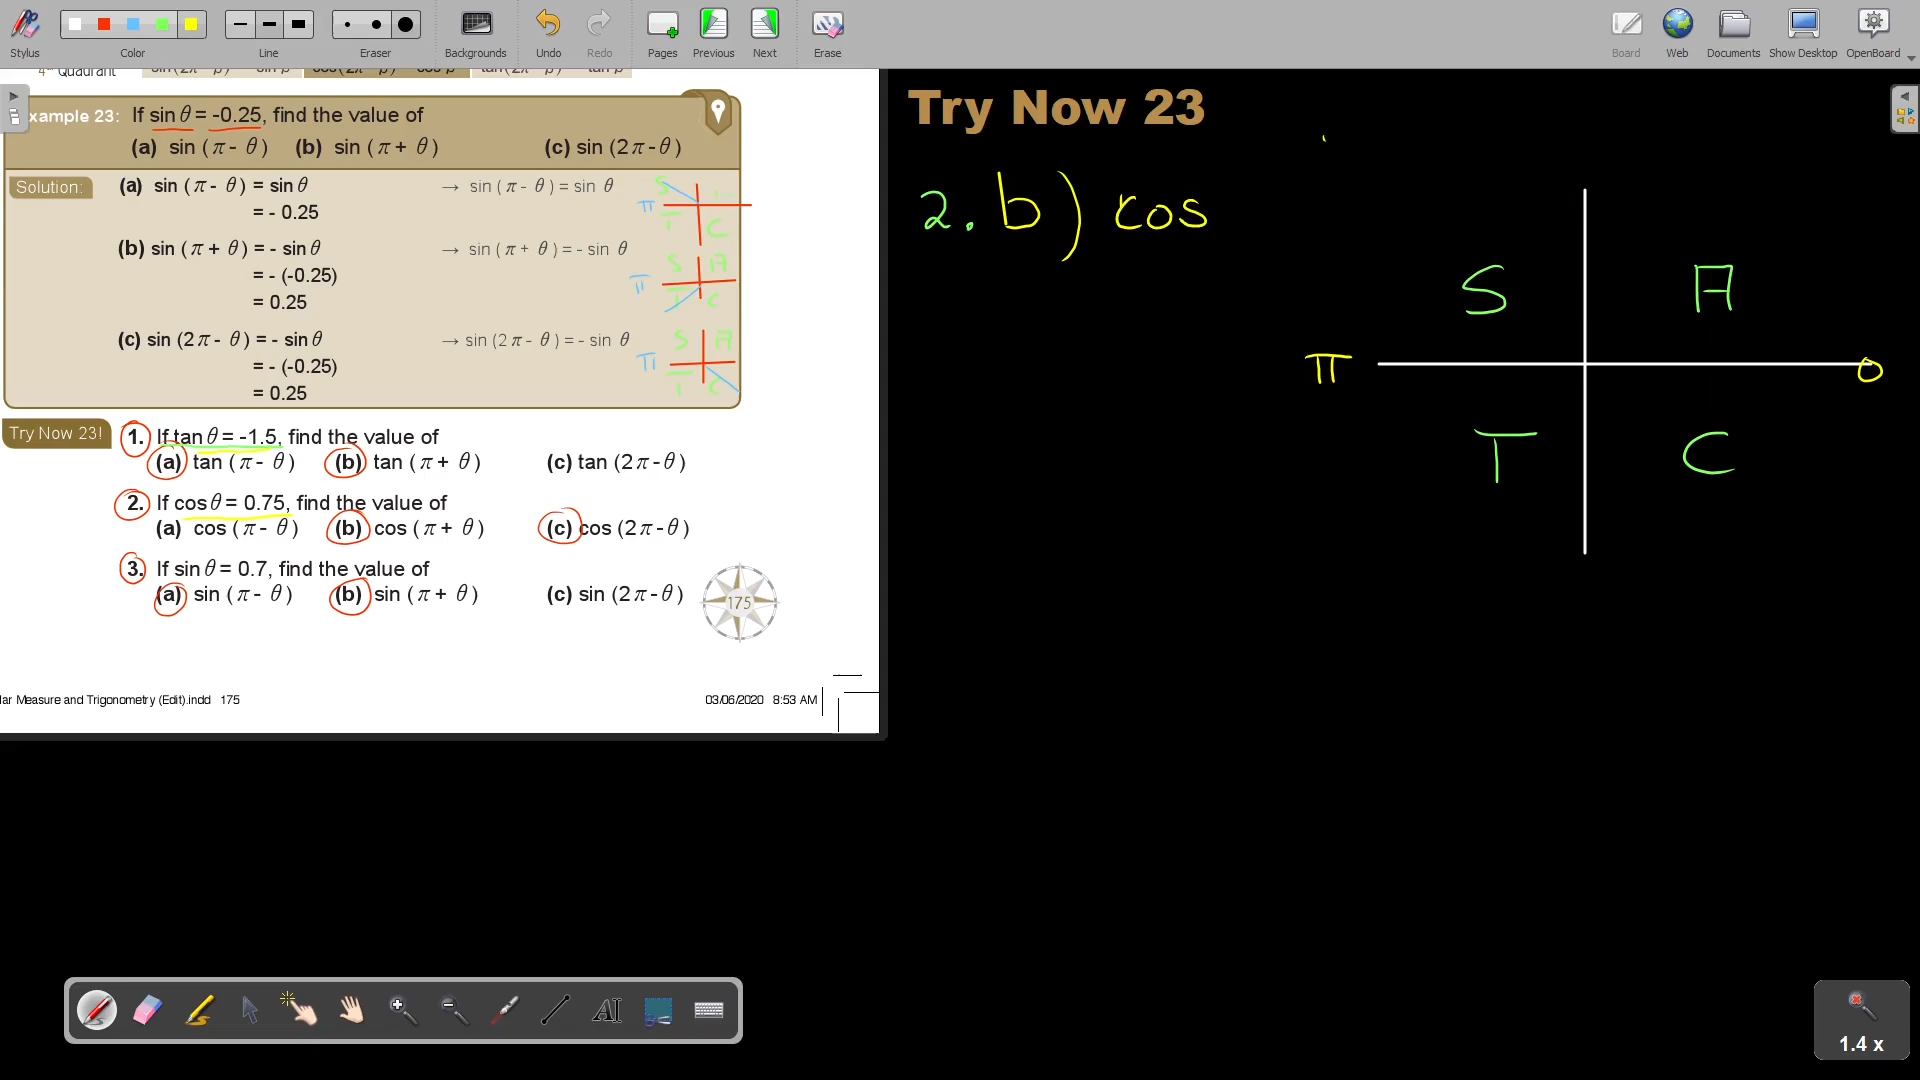 Stylus Color Line Eraser Backgrounds Undo Redo Pages Previous Next Erase Board Web Documents Show Desktop OpenBoard
Quadrant
xample 23: If sin θ = -0.25, find the value of
(a) sin (π - θ) (b) sin (π + θ) (c) sin (2π - θ)
Solution: (a) sin (π - θ) = sin θ → sin (π - θ) = sin θ
= - 0.25
(b) sin (π + θ) = - sin θ → sin (π + θ) = - sin θ
= - (-0.25)
= 0.25
(c) sin (2π - θ) = - sin θ → sin (2π - θ) = - sin θ
= - (-0.25)
= 0.25
S
π T C
S A
π T C
S A
π T C
Try Now 23! 1. If tan θ = -1.5, find the value of
(a) tan (π - θ) (b) tan (π + θ) (c) tan (2π - θ)
2. If cos θ = 0.75, find the value of
(a) cos (π - θ) (b) cos (π + θ) (c) cos (2π - θ)
3. If sin θ = 0.7, find the value of
(a) sin (π - θ) (b) sin (π + θ) (c) sin (2π - θ)
175
lar Measure and Trigonometry (Edit).indd 175 03/06/2020 8:53 AM
Try Now 23
2. b) cos
S A
π 0
T C
1.4 x